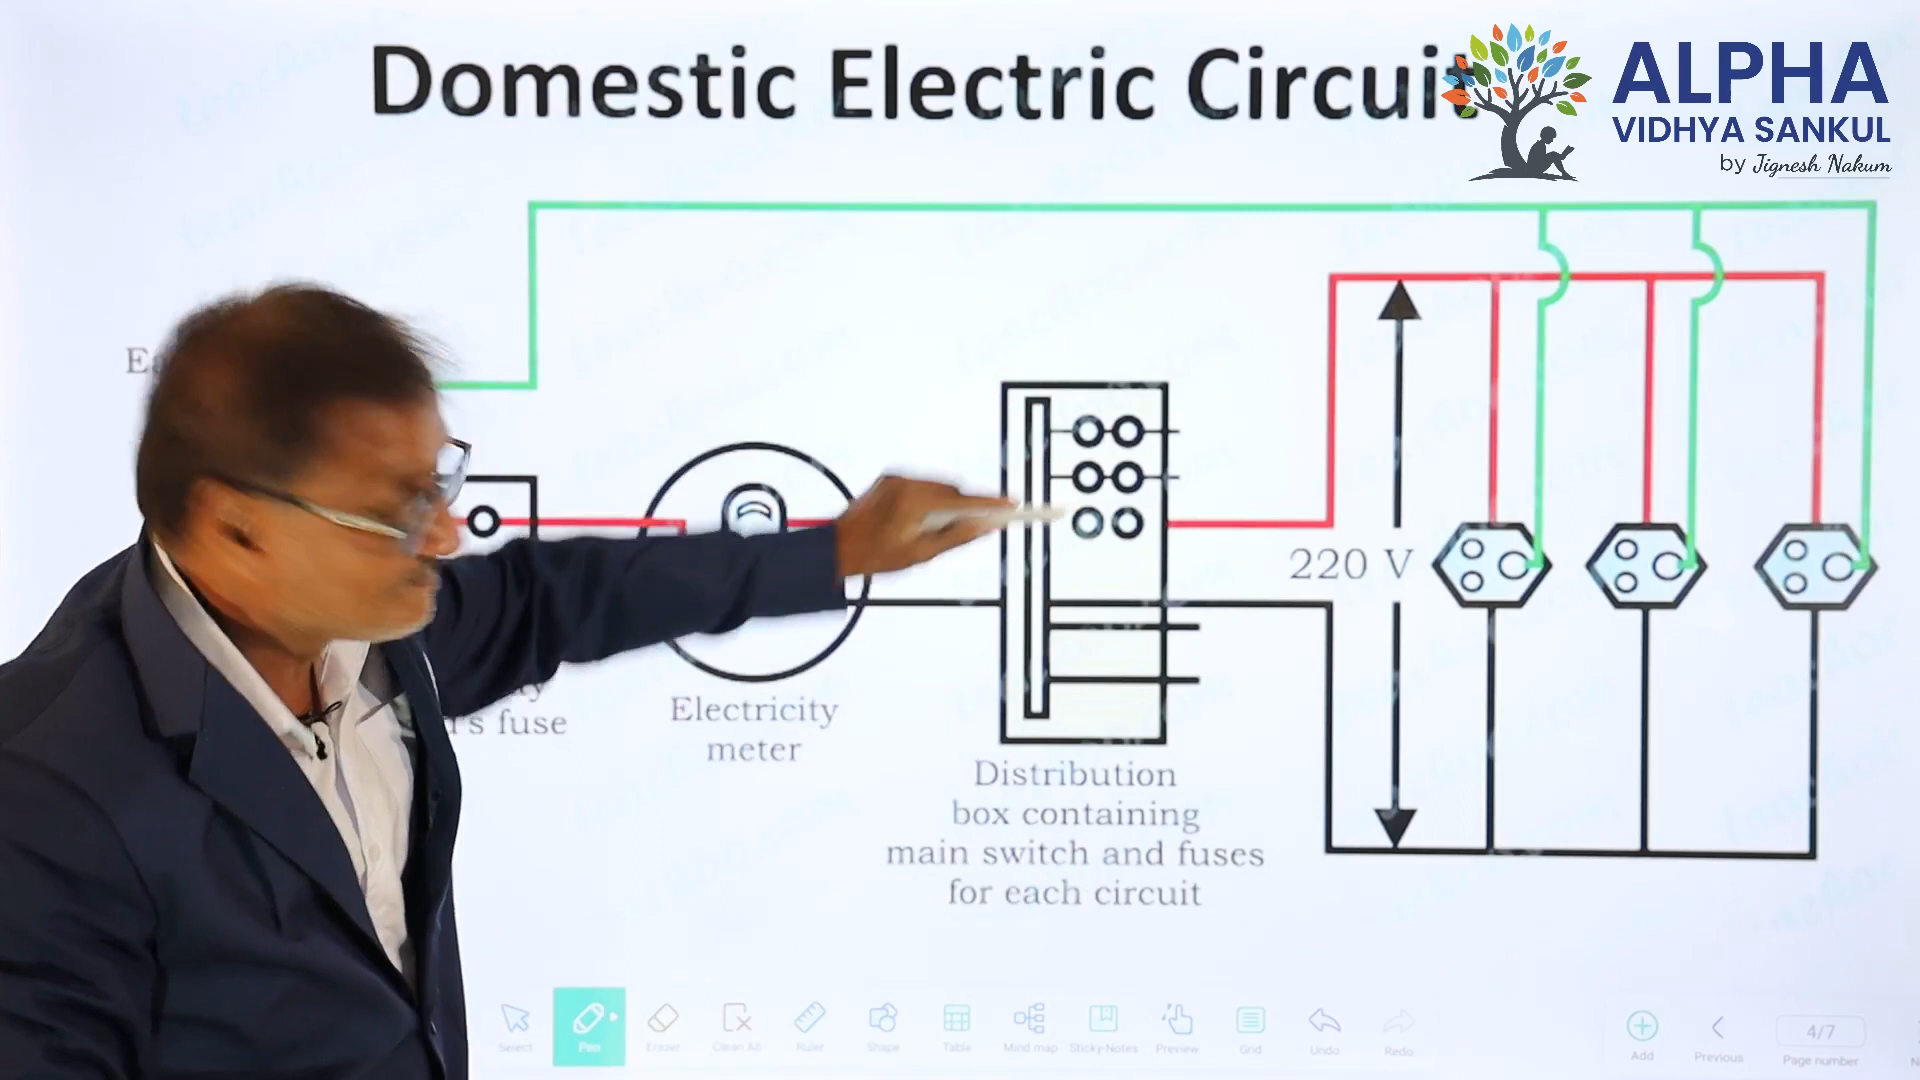 Domestic Electric Circuit
ALPHA
VIDHYA SANKUL
by Jignesh Nakum
220 V
's fuse
Electricity
meter
Distribution
box containing
main switch and fuses
for each circuit
Select
Pen
Eraser
Clean All
Ruler
Shape
Table
Mind map
Sticky-Notes
Preview
Grid
Undo
Redo
Add
Previous
4/7
Page number